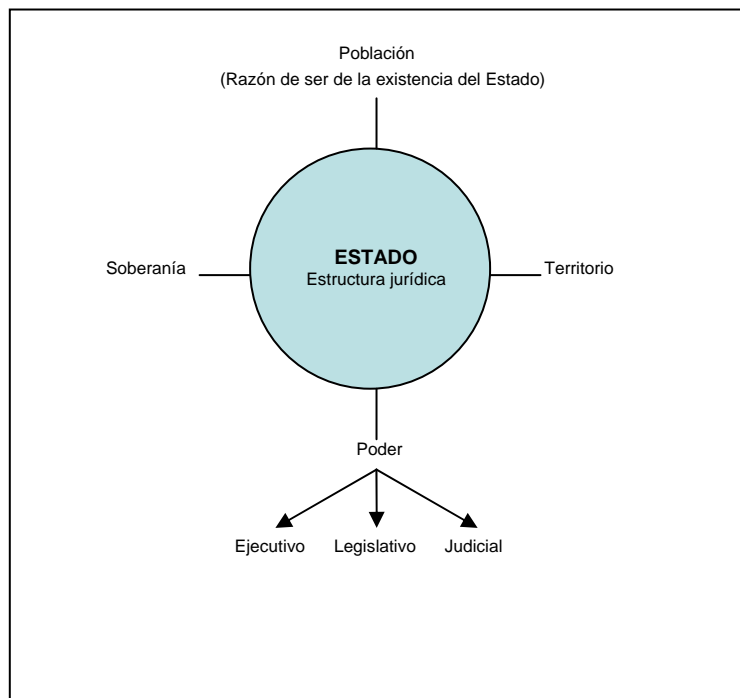 Población
(Razón de ser de la existencia del Estado)
ESTADO
Estructura jurídica
Soberanía
Territorio
Poder
Ejecutivo
Legislativo
Judicial